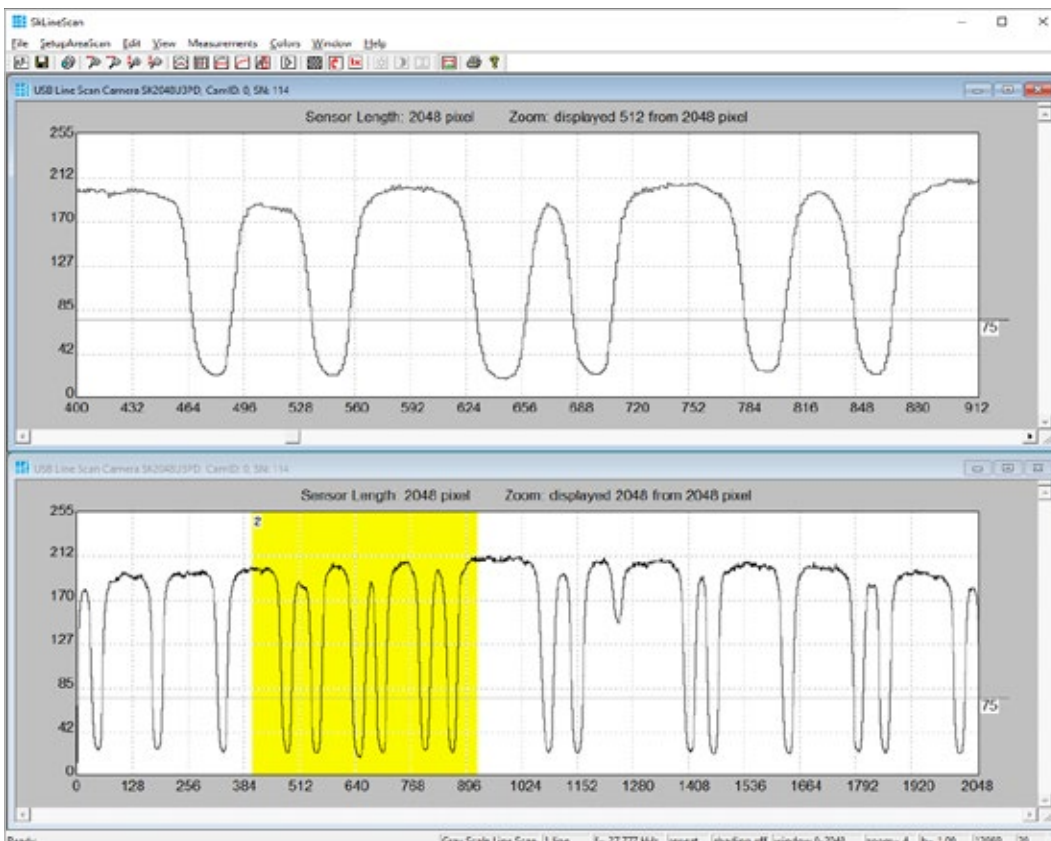 SkLineScan
File SetupAreaScan Edit View Measurements Colors Window Help
USB Line Scan Camera SK2048U3PD, CamID: 0, SN: 114
Sensor Length: 2048 pixel Zoom: displayed 512 from 2048 pixel
255
212
170
127
85
42
0
75
400 432 464 496 528 560 592 624 656 688 720 752 784 816 848 880 912
USB Line Scan Camera SK2048U3PD, CamID: 0, SN: 114
Sensor Length: 2048 pixel Zoom: displayed 2048 from 2048 pixel
2
255
212
170
127
85
42
0
75
0 128 256 384 512 640 768 896 1024 1152 1280 1408 1536 1664 1792 1920 2048
Ready